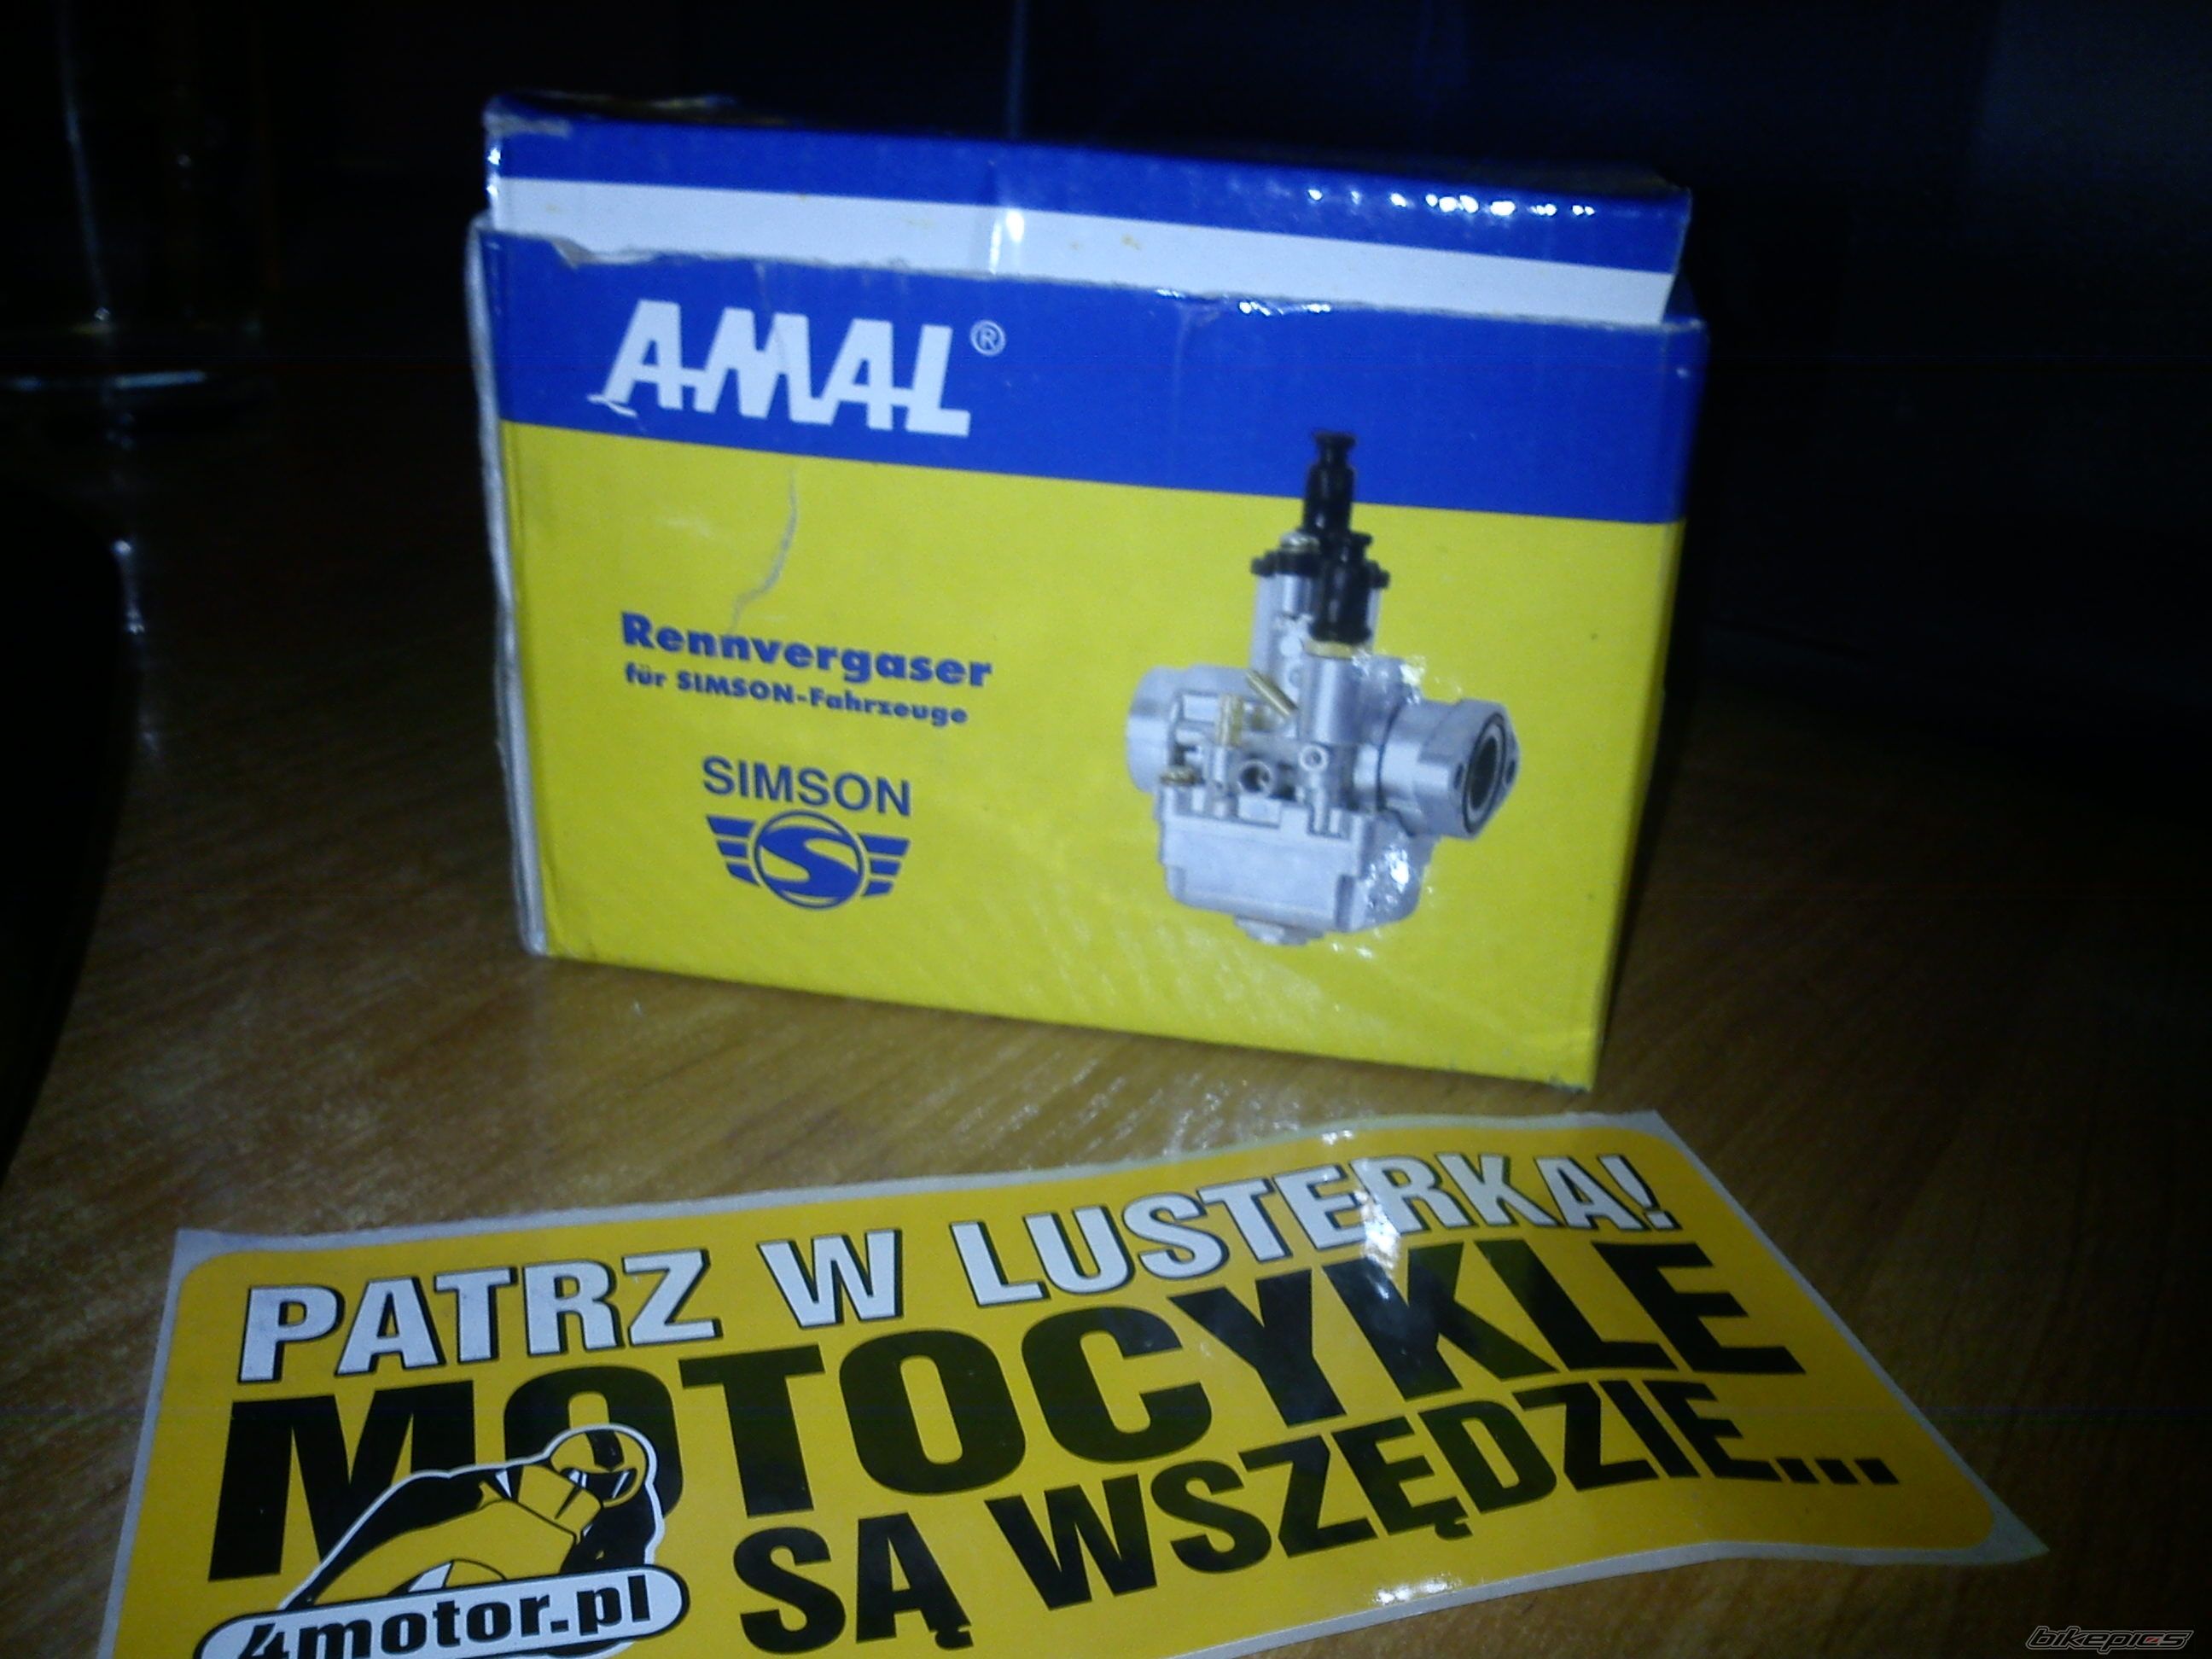 AMAL®
Rennvergaser
für SIMSON-Fahrzeuge
SIMSON
PATRZ W LUSTERKA!
MOTOCYKLE
SĄ WSZĘDZIE...
4motor.pl
bikepics